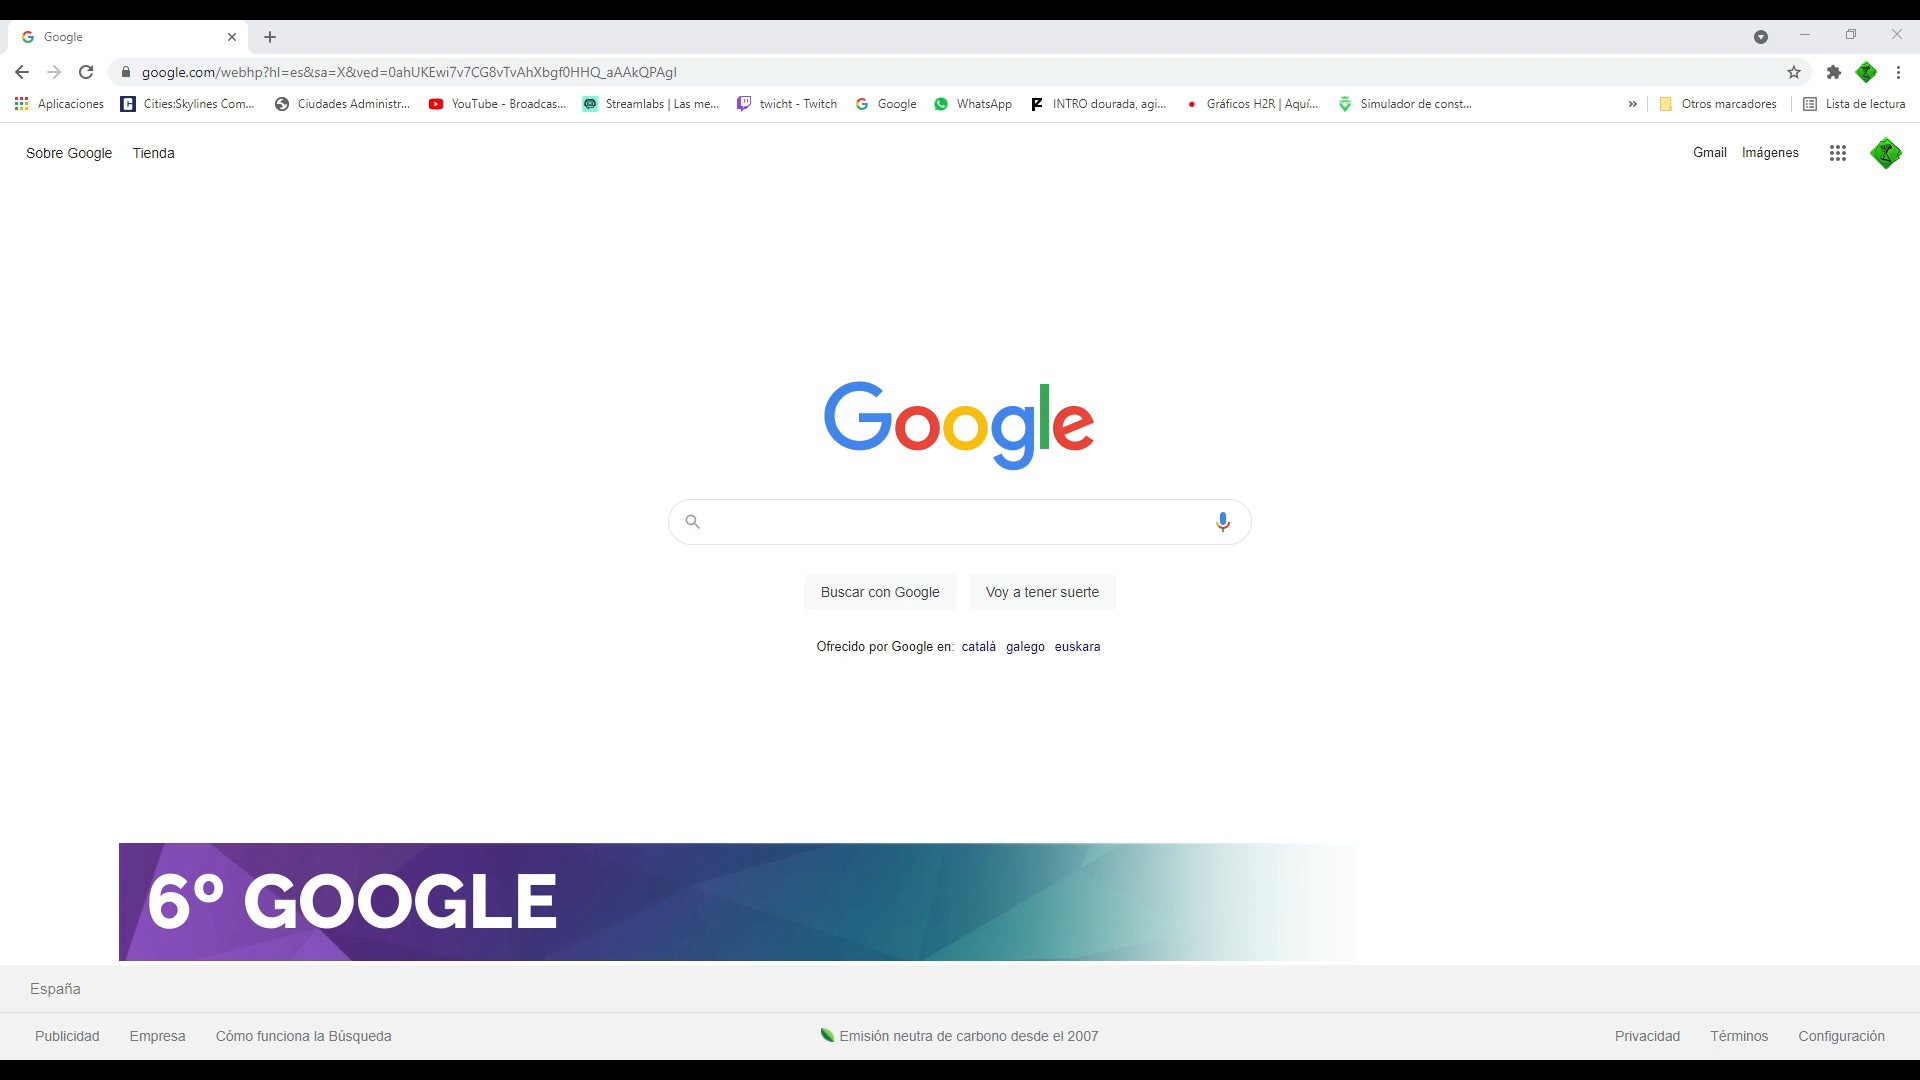 Google
google.com/webhp?hl=es&sa=X&ved=0ahUKEwi7v7CG8vTvAhXbgf0HHQ_aAAkQPAgI
Aplicaciones Cities:Skylines Com... Ciudades Administr... YouTube - Broadcas... Streamlabs | Las me... twicht - Twitch Google WhatsApp INTRO dourada, agi... Gráficos H2R | Aquí... Simulador de const... » Otros marcadores Lista de lectura
Sobre Google Tienda Gmail Imágenes
Google
Buscar con Google Voy a tener suerte
Ofrecido por Google en: català galego euskara
6º GOOGLE
España
Publicidad Empresa Cómo funciona la Búsqueda Emisión neutra de carbono desde el 2007 Privacidad Términos Configuración